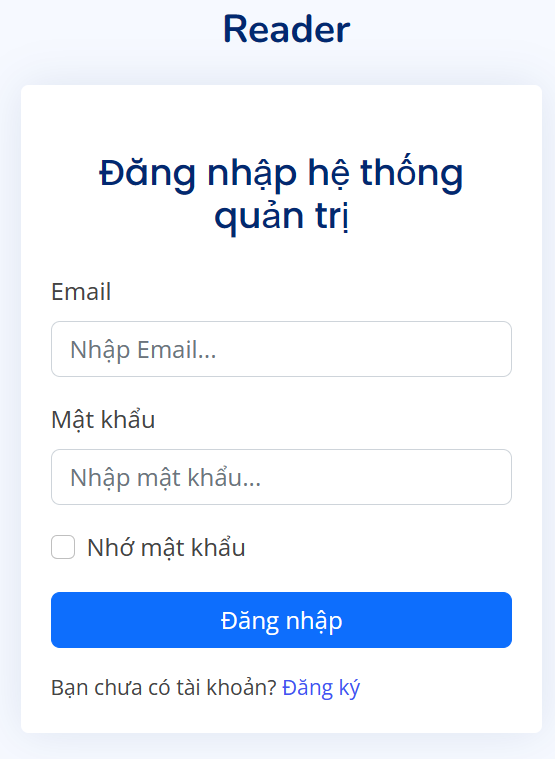 Reader
Đăng nhập hệ thống
quản trị
Email
Nhập Email...
Mật khẩu
Nhập mật khẩu...
Nhớ mật khẩu
Đăng nhập
Bạn chưa có tài khoản? Đăng ký